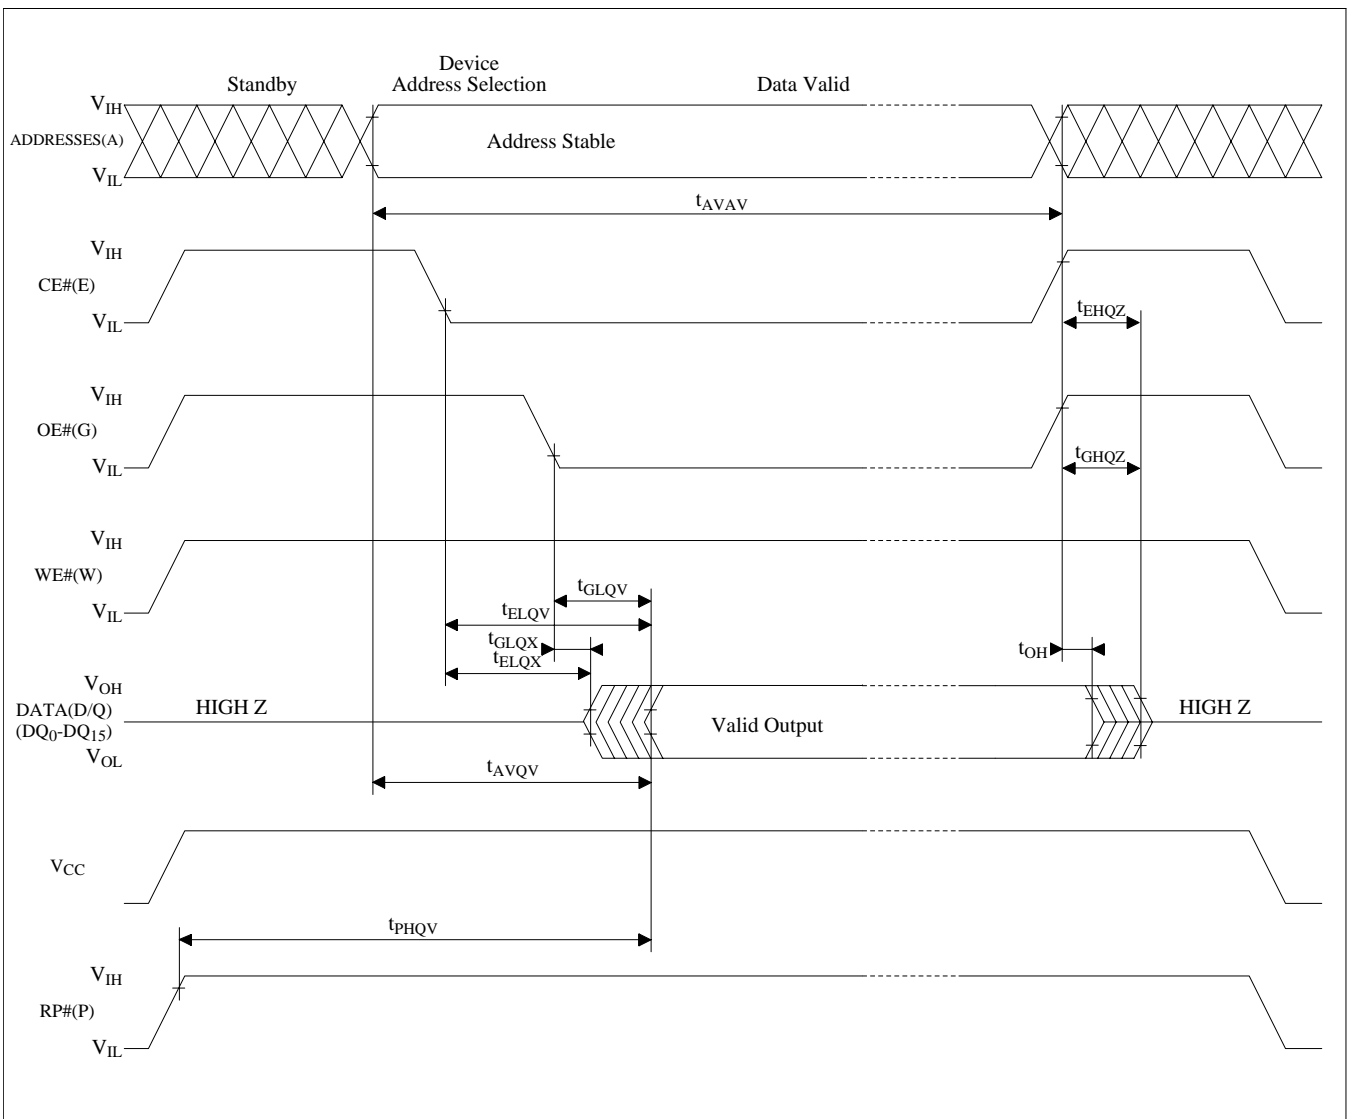 Device
Standby Address Selection Data Valid
VIH
ADDRESSES(A) Address Stable
VIL
tAVAV
VIH
CE#(E)
VIL tEHQZ
VIH
OE#(G)
VIL tGHQZ
VIH
WE#(W)
tGLQV
VIL tELQV
tGLQX
tELQX tOH
VOH
DATA(D/Q) HIGH Z Valid Output HIGH Z
(DQ0-DQ15)
VOL
tAVQV
VCC
tPHQV
VIH
RP#(P)
VIL